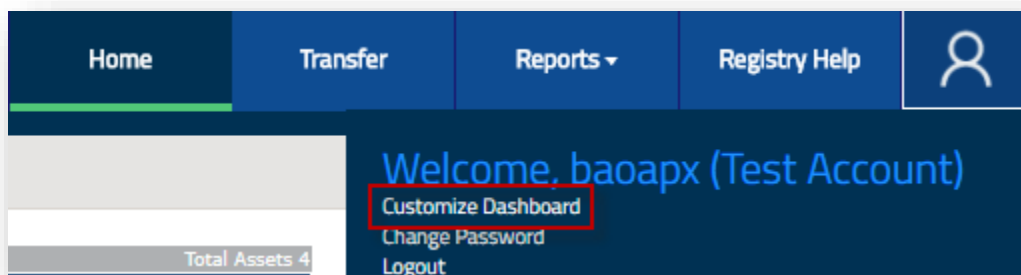 Home Transfer Reports Registry Help
Welcome, baoapx (Test Account)
Customize Dashboard
Change Password
Total Assets 4
Logout